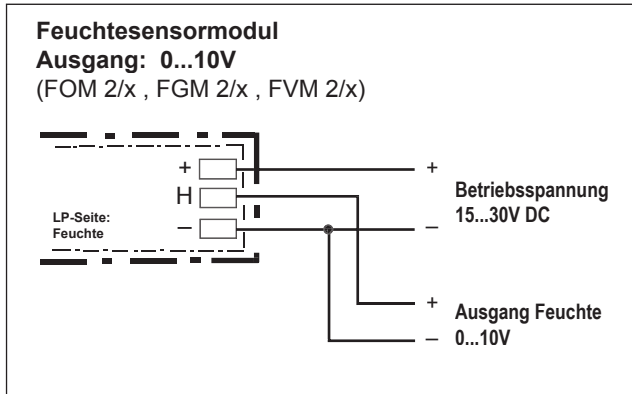 Feuchtesensormodul
Ausgang: 0...10V
(FOM 2/x , FGM 2/x , FVM 2/x)
+
H
–
LP-Seite:
Feuchte
+
Betriebsspannung
15...30V DC
–
+
Ausgang Feuchte
– 0...10V